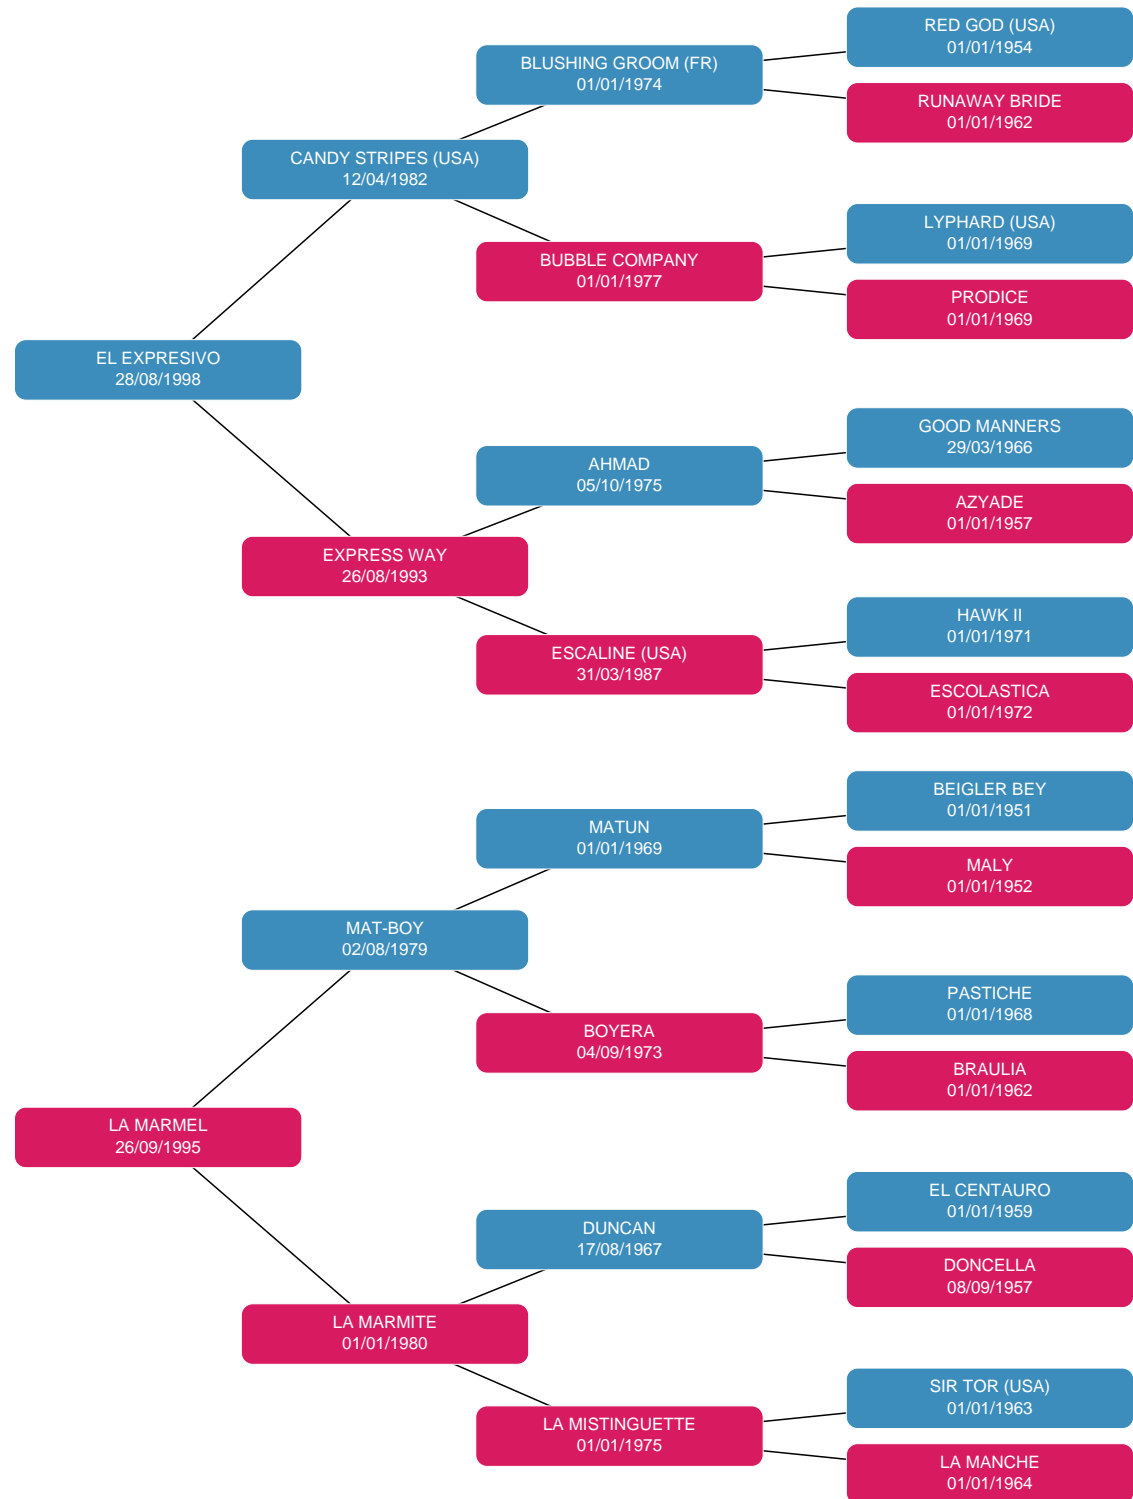 RED GOD (USA)
01/01/1954
BLUSHING GROOM (FR)
01/01/1974
RUNAWAY BRIDE
01/01/1962
CANDY STRIPES (USA)
12/04/1982
LYPHARD (USA)
01/01/1969
BUBBLE COMPANY
01/01/1977
PRODICE
01/01/1969
EL EXPRESIVO
28/08/1998
GOOD MANNERS
29/03/1966
AHMAD
05/10/1975
AZYADE
01/01/1957
EXPRESS WAY
26/08/1993
HAWK II
01/01/1971
ESCALINE (USA)
31/03/1987
ESCOLASTICA
01/01/1972
BEIGLER BEY
01/01/1951
MATUN
01/01/1969
MALY
01/01/1952
MAT-BOY
02/08/1979
PASTICHE
01/01/1968
BOYERA
04/09/1973
BRAULIA
01/01/1962
LA MARMEL
26/09/1995
EL CENTAURO
01/01/1959
DUNCAN
17/08/1967
DONCELLA
08/09/1957
LA MARMITE
01/01/1980
SIR TOR (USA)
01/01/1963
LA MISTINGUETTE
01/01/1975
LA MANCHE
01/01/1964